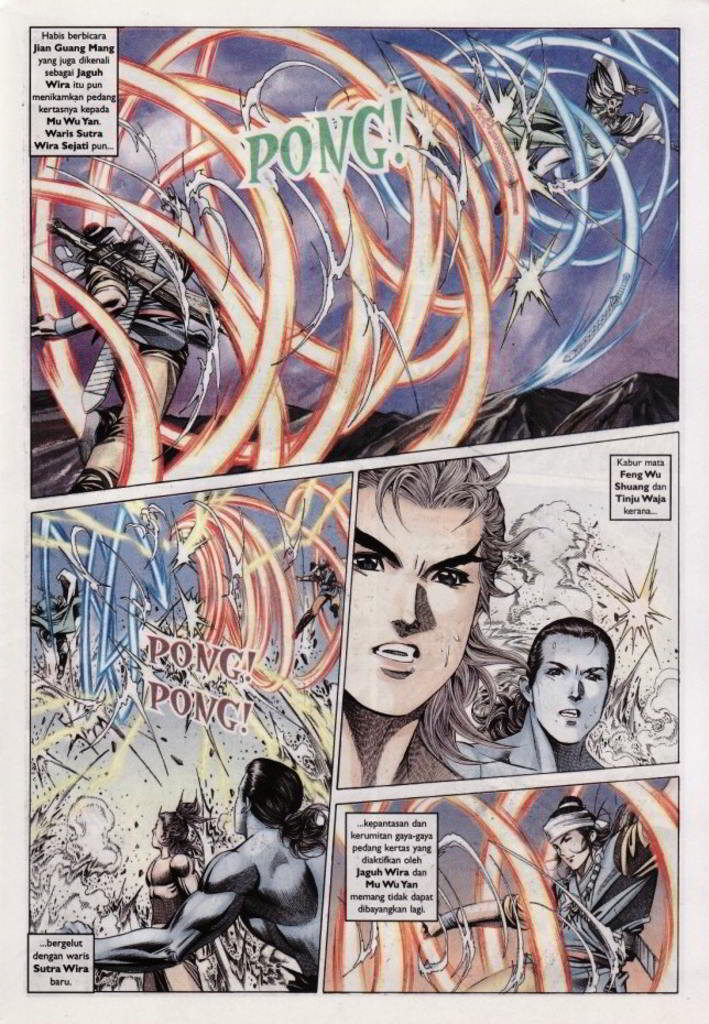 Habis berbicara
Jian Guang Mang
yang juga dikenali
sebagai Jaguh
Wira itu pun
menikamkan pedang
kertasnya kepada
Mu Wu Yan.
Waris Sutra
Wira Sejati pun...
PONG!
Kabur mata
Feng Wu
Shuang dan
Tinju Waja
kerana...
PONG!
PONG!
...bergelut
dengan waris
Sutra Wira
baru.
...kepantasan dan
kerumitan gaya-gaya
pedang kertas yang
diaktifkan oleh
Jaguh Wira dan
Mu Wu Yan
memang tidak dapat
dibayangkan lagi.